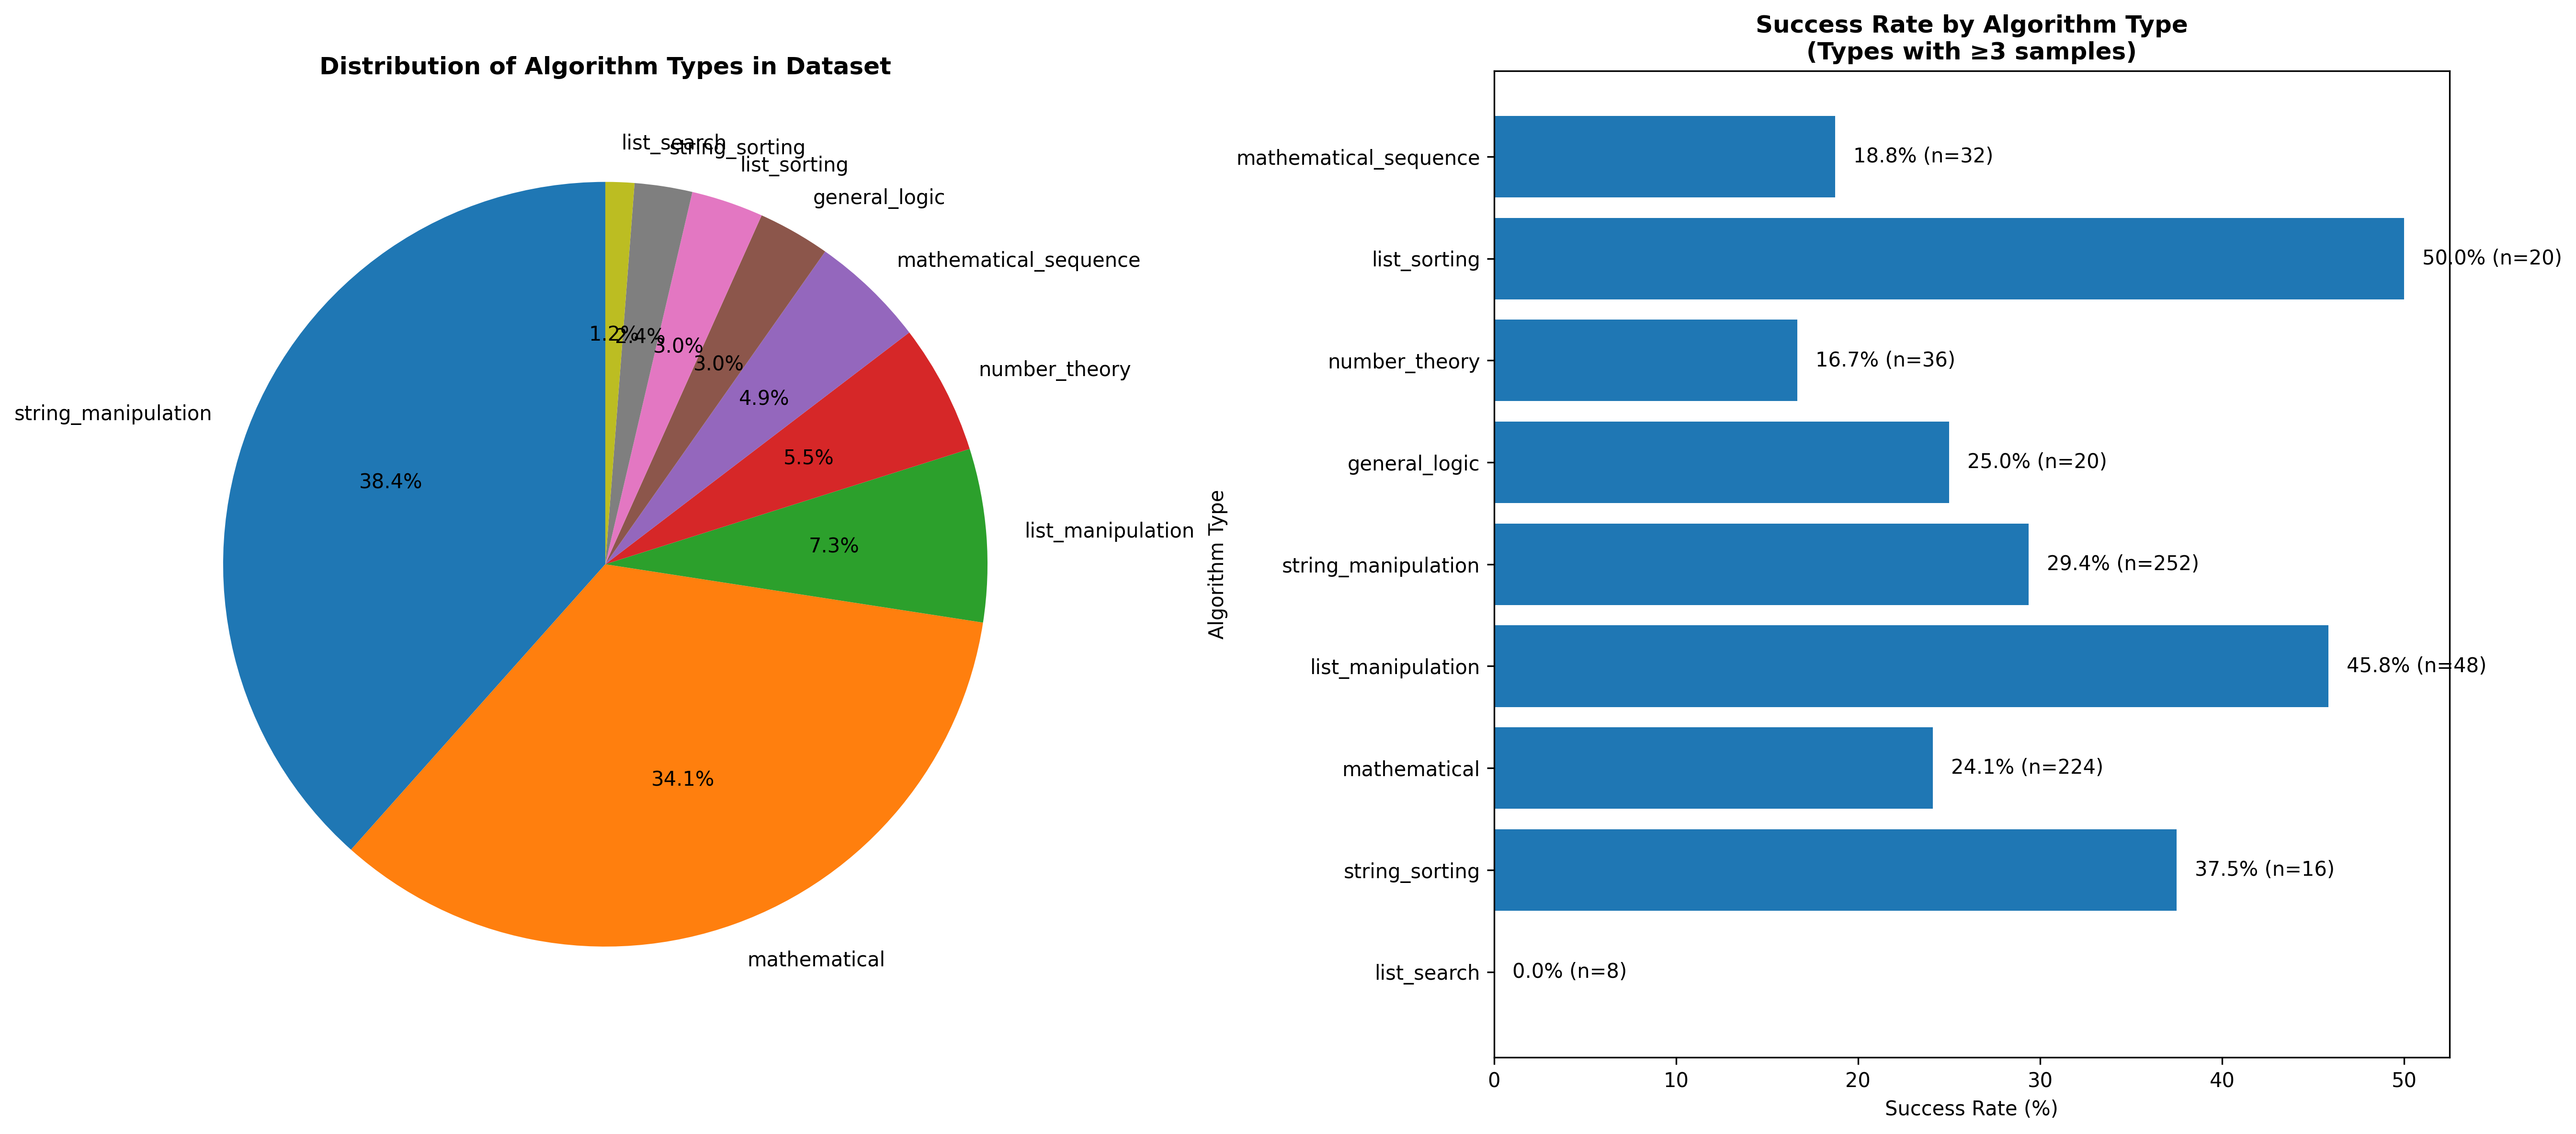 Distribution of Algorithm Types in Dataset
list_search
string_sorting
list_sorting
general_logic
mathematical_sequence
number_theory
list_manipulation
string_manipulation
mathematical
1.2%
2.4%
3.0%
3.0%
4.9%
5.5%
7.3%
38.4%
34.1%
Success Rate by Algorithm Type
(Types with ≥3 samples)
Algorithm Type
mathematical_sequence
18.8% (n=32)
list_sorting
50.0% (n=20)
number_theory
16.7% (n=36)
general_logic
25.0% (n=20)
string_manipulation
29.4% (n=252)
list_manipulation
45.8% (n=48)
mathematical
24.1% (n=224)
string_sorting
37.5% (n=16)
list_search
0.0% (n=8)
0 10 20 30 40 50
Success Rate (%)